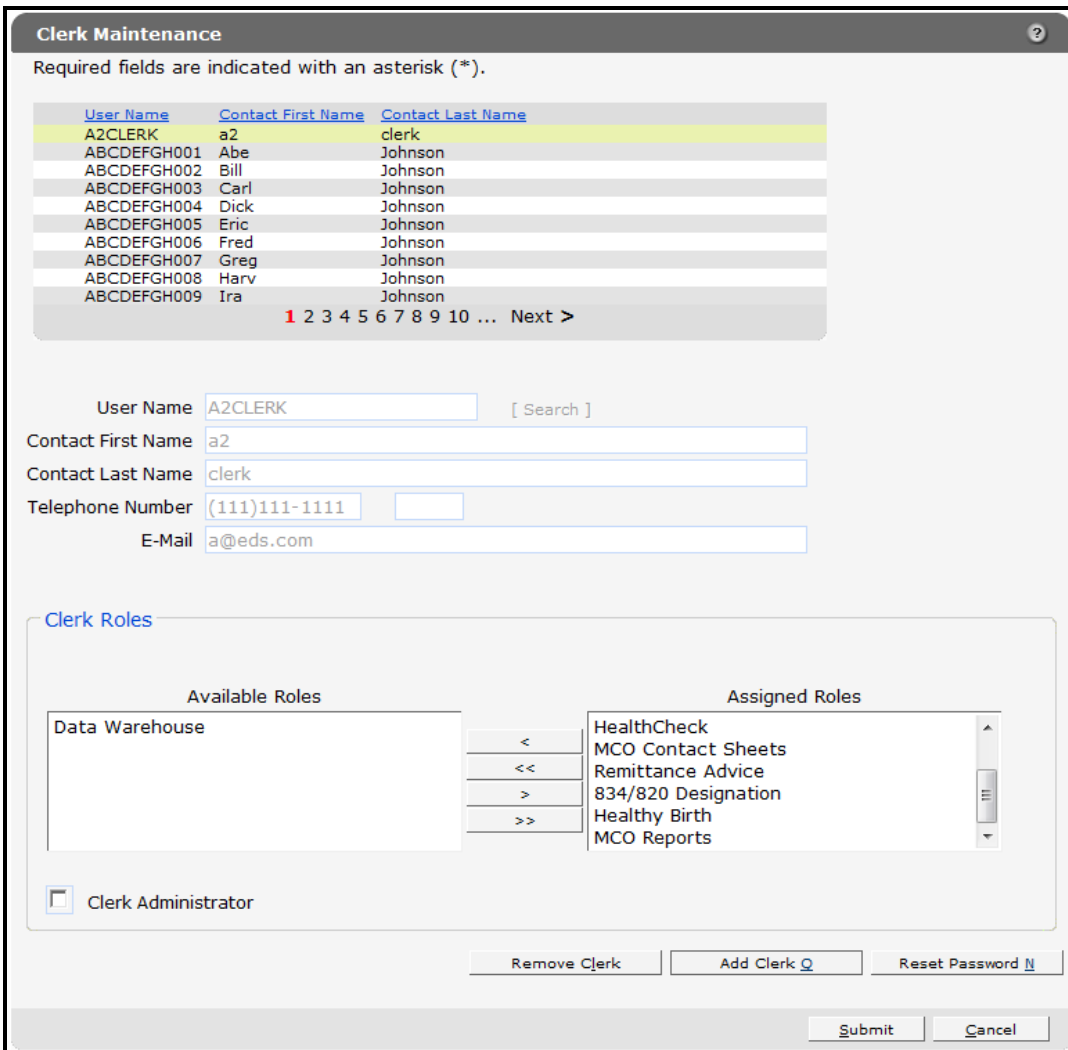 Clerk Maintenance ?
Required fields are indicated with an asterisk (*).
User Name Contact First Name Contact Last Name
A2CLERK a2 clerk
ABCDEFGH001 Abe Johnson
ABCDEFGH002 Bill Johnson
ABCDEFGH003 Carl Johnson
ABCDEFGH004 Dick Johnson
ABCDEFGH005 Eric Johnson
ABCDEFGH006 Fred Johnson
ABCDEFGH007 Greg Johnson
ABCDEFGH008 Harv Johnson
ABCDEFGH009 Ira Johnson
1 2 3 4 5 6 7 8 9 10 ... Next >
User Name A2CLERK [ Search ]
Contact First Name a2
Contact Last Name clerk
Telephone Number (111)111-1111
E-Mail a@eds.com
Clerk Roles
Available Roles
Data Warehouse
<
<<
>
>>
Assigned Roles
HealthCheck
MCO Contact Sheets
Remittance Advice
834/820 Designation
Healthy Birth
MCO Reports
Clerk Administrator
Remove Clerk Add Clerk Q Reset Password N
Submit Cancel